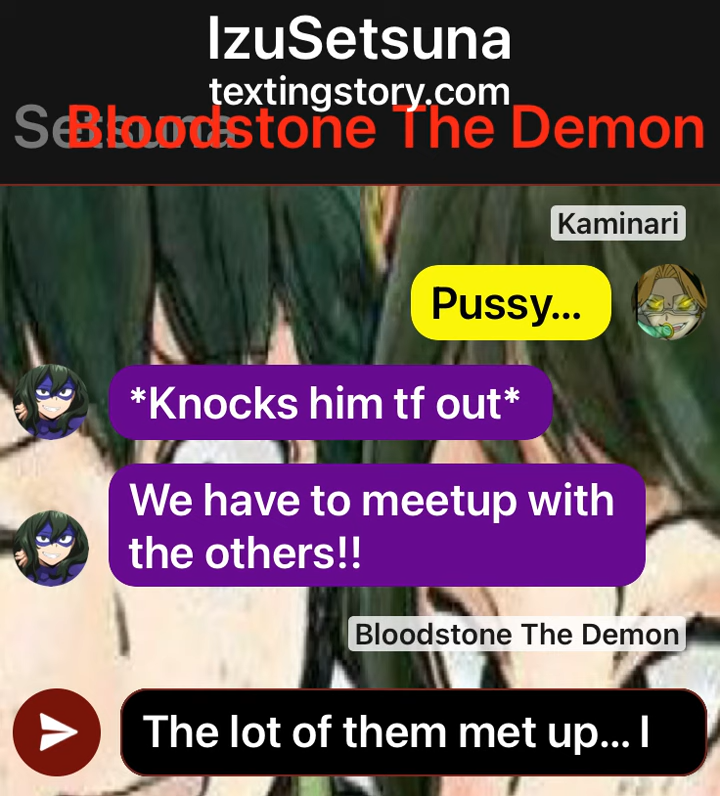 IzuSetsuna
textingstory.com
Setsuna
Bloodstone The Demon
Kaminari
Pussy...
*Knocks him tf out*
We have to meetup with
the others!!
Bloodstone The Demon
The lot of them met up... I